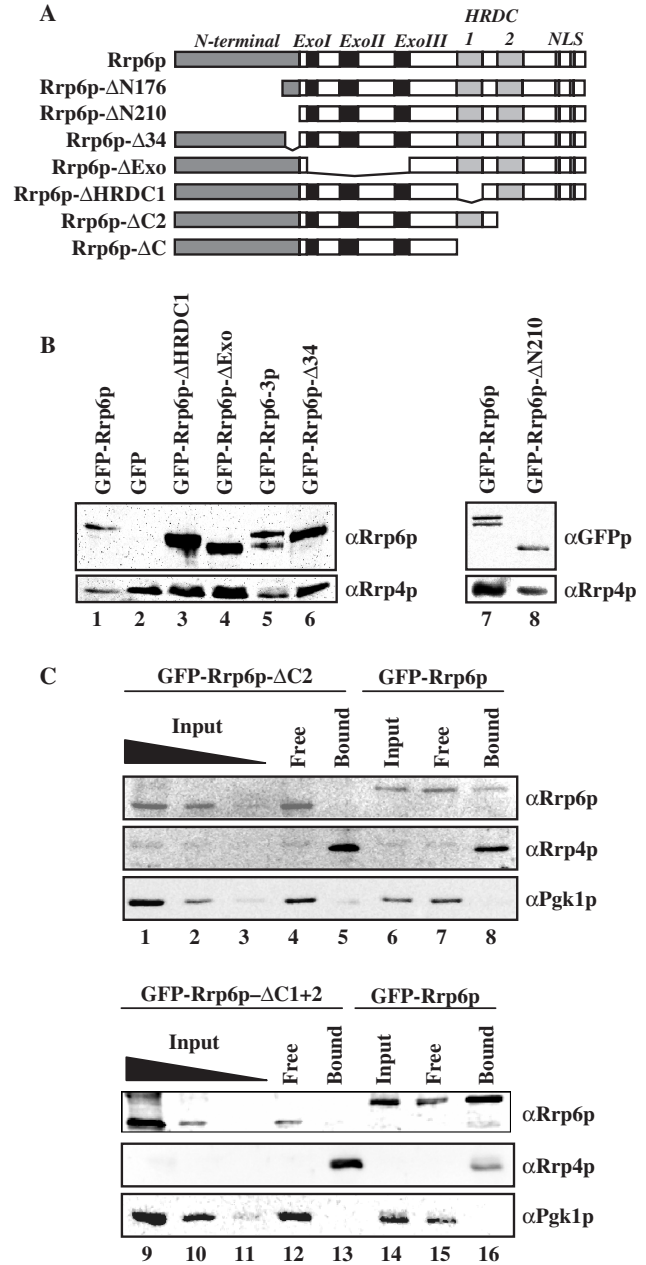 A
HRDC
N-terminal ExoI ExoII ExoIII 1 2 NLS
Rrp6p
Rrp6p-ΔN176
Rrp6p-ΔN210
Rrp6p-Δ34
Rrp6p-ΔExo
Rrp6p-ΔHRDC1
Rrp6p-ΔC2
Rrp6p-ΔC
B
GFP-Rrp6p
GFP
GFP-Rrp6p-ΔHRDC1
GFP-Rrp6p-ΔExo
GFP-Rrp6-3p
GFP-Rrp6p-Δ34
αRrp6p
αRrp4p
1 2 3 4 5 6
GFP-Rrp6p
GFP-Rrp6p-ΔN210
αGFPp
αRrp4p
7 8
C
GFP-Rrp6p-ΔC2 GFP-Rrp6p
Input Free Bound Input Free Bound
αRrp6p
αRrp4p
αPgk1p
1 2 3 4 5 6 7 8
GFP-Rrp6p–ΔC1+2 GFP-Rrp6p
Input Free Bound Input Free Bound
αRrp6p
αRrp4p
αPgk1p
9 10 11 12 13 14 15 16